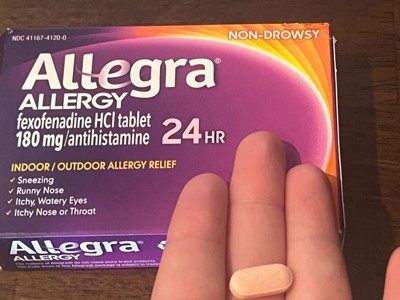 NDC 41167-4120-0
NON-DROWSY
Allegra®
ALLERGY
fexofenadine HCl tablet
180 mg/antihistamine 24 HR
INDOOR/OUTDOOR ALLERGY RELIEF
✓ Sneezing
✓ Runny Nose
✓ Itchy, Watery Eyes
✓ Itchy Nose or Throat
Allegra®
ALLERGY